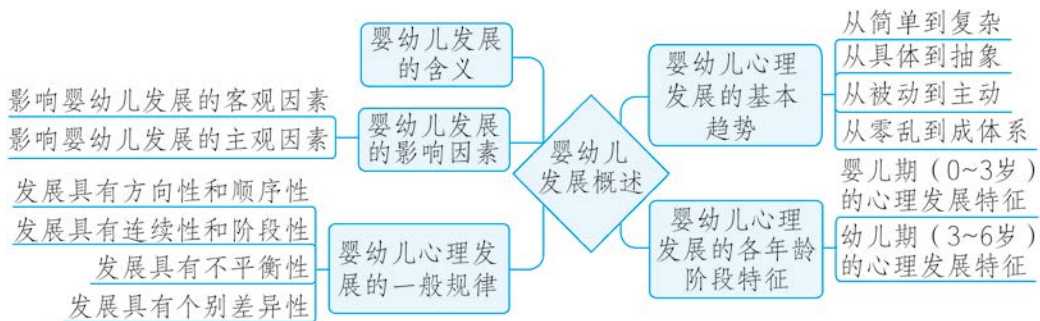 婴幼儿
发展概述
婴幼儿发展
的含义
婴幼儿发展
的影响因素
影响婴幼儿发展的客观因素
影响婴幼儿发展的主观因素
婴幼儿心理发
展的一般规律
发展具有方向性和顺序性
发展具有连续性和阶段性
发展具有不平衡性
发展具有个别差异性
婴幼儿心理
发展的基本
趋势
从简单到复杂
从具体到抽象
从被动到主动
从零乱到成体系
婴幼儿心理
发展的各年龄
阶段特征
婴儿期（0~3岁）
的心理发展特征
幼儿期（3~6岁）
的心理发展特征